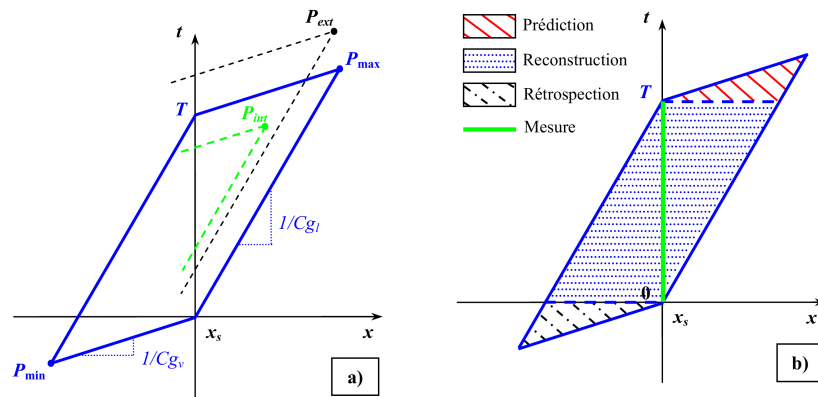 t
P_ext
P_max
T
P_int
1/Cg_l
x_s
x
P_min
1/Cg_v
a)
Prédiction
Reconstruction
Rétrospection
Mesure
t
T
0
x_s
x
b)